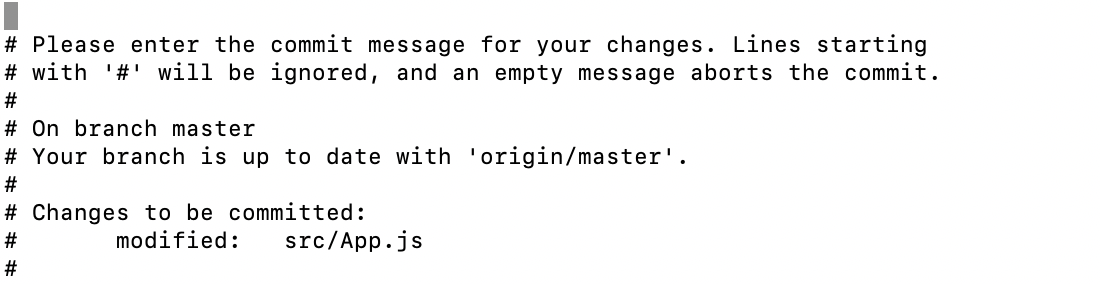 # Please enter the commit message for your changes. Lines starting
# with '#' will be ignored, and an empty message aborts the commit.
#
# On branch master
# Your branch is up to date with 'origin/master'.
#
# Changes to be committed:
#       modified:   src/App.js
#